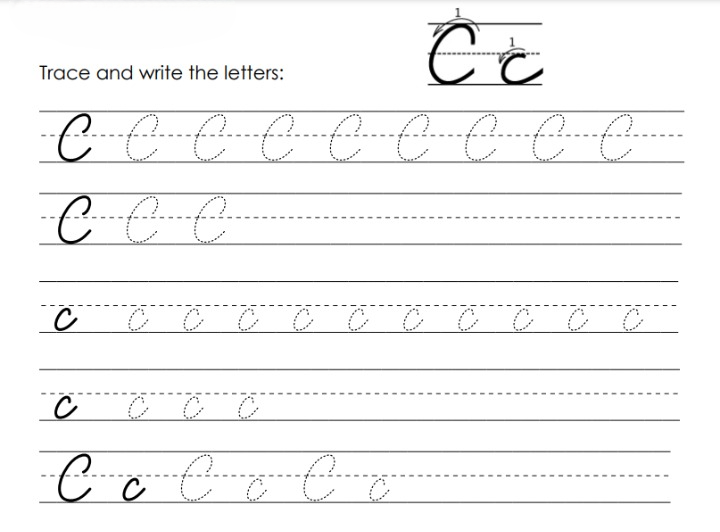 1
1
C c
Trace and write the letters:
C C C C C C C C C
C C C
c c c c c c c c c c c
c c c c
C c C c C c